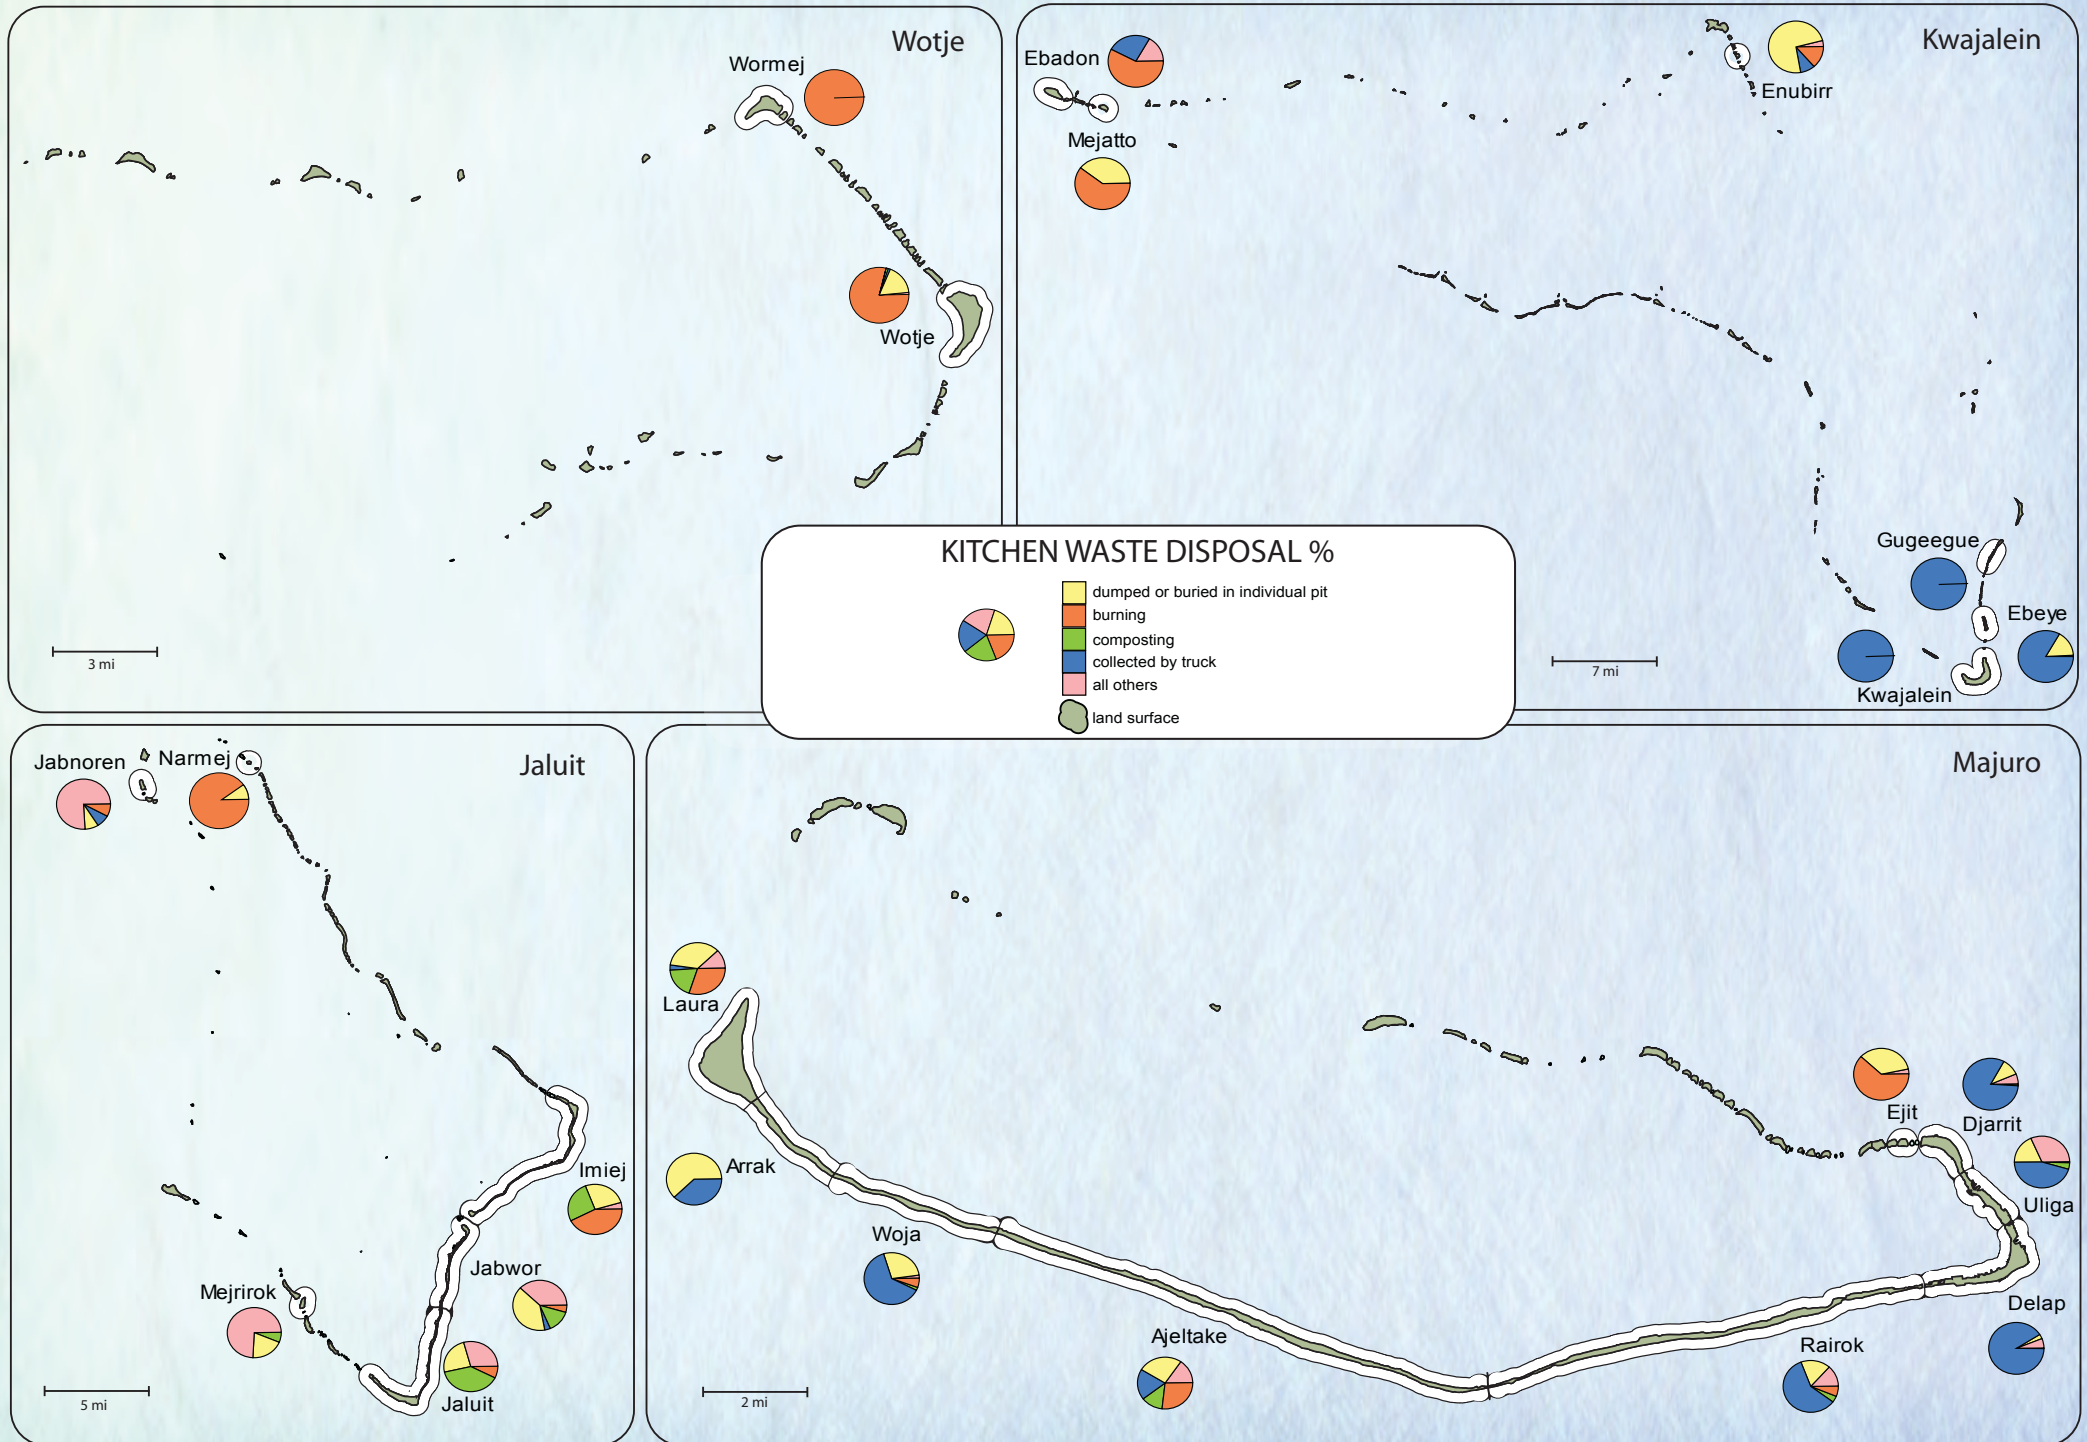 Wotje
Wormej
Wotje
3 mi
Kwajalein
Ebadon
Mejatto
Enubirr
Gugeegue
Ebeye
Kwajalein
7 mi
KITCHEN WASTE DISPOSAL %
dumped or buried in individual pit
burning
composting
collected by truck
all others
land surface
Jaluit
Jabnoren
Narmej
Imiej
Jabwor
Mejrirok
Jaluit
5 mi
Majuro
Laura
Arrak
Woja
Ajeltake
Ejit
Djarrit
Uliga
Delap
Rairok
2 mi